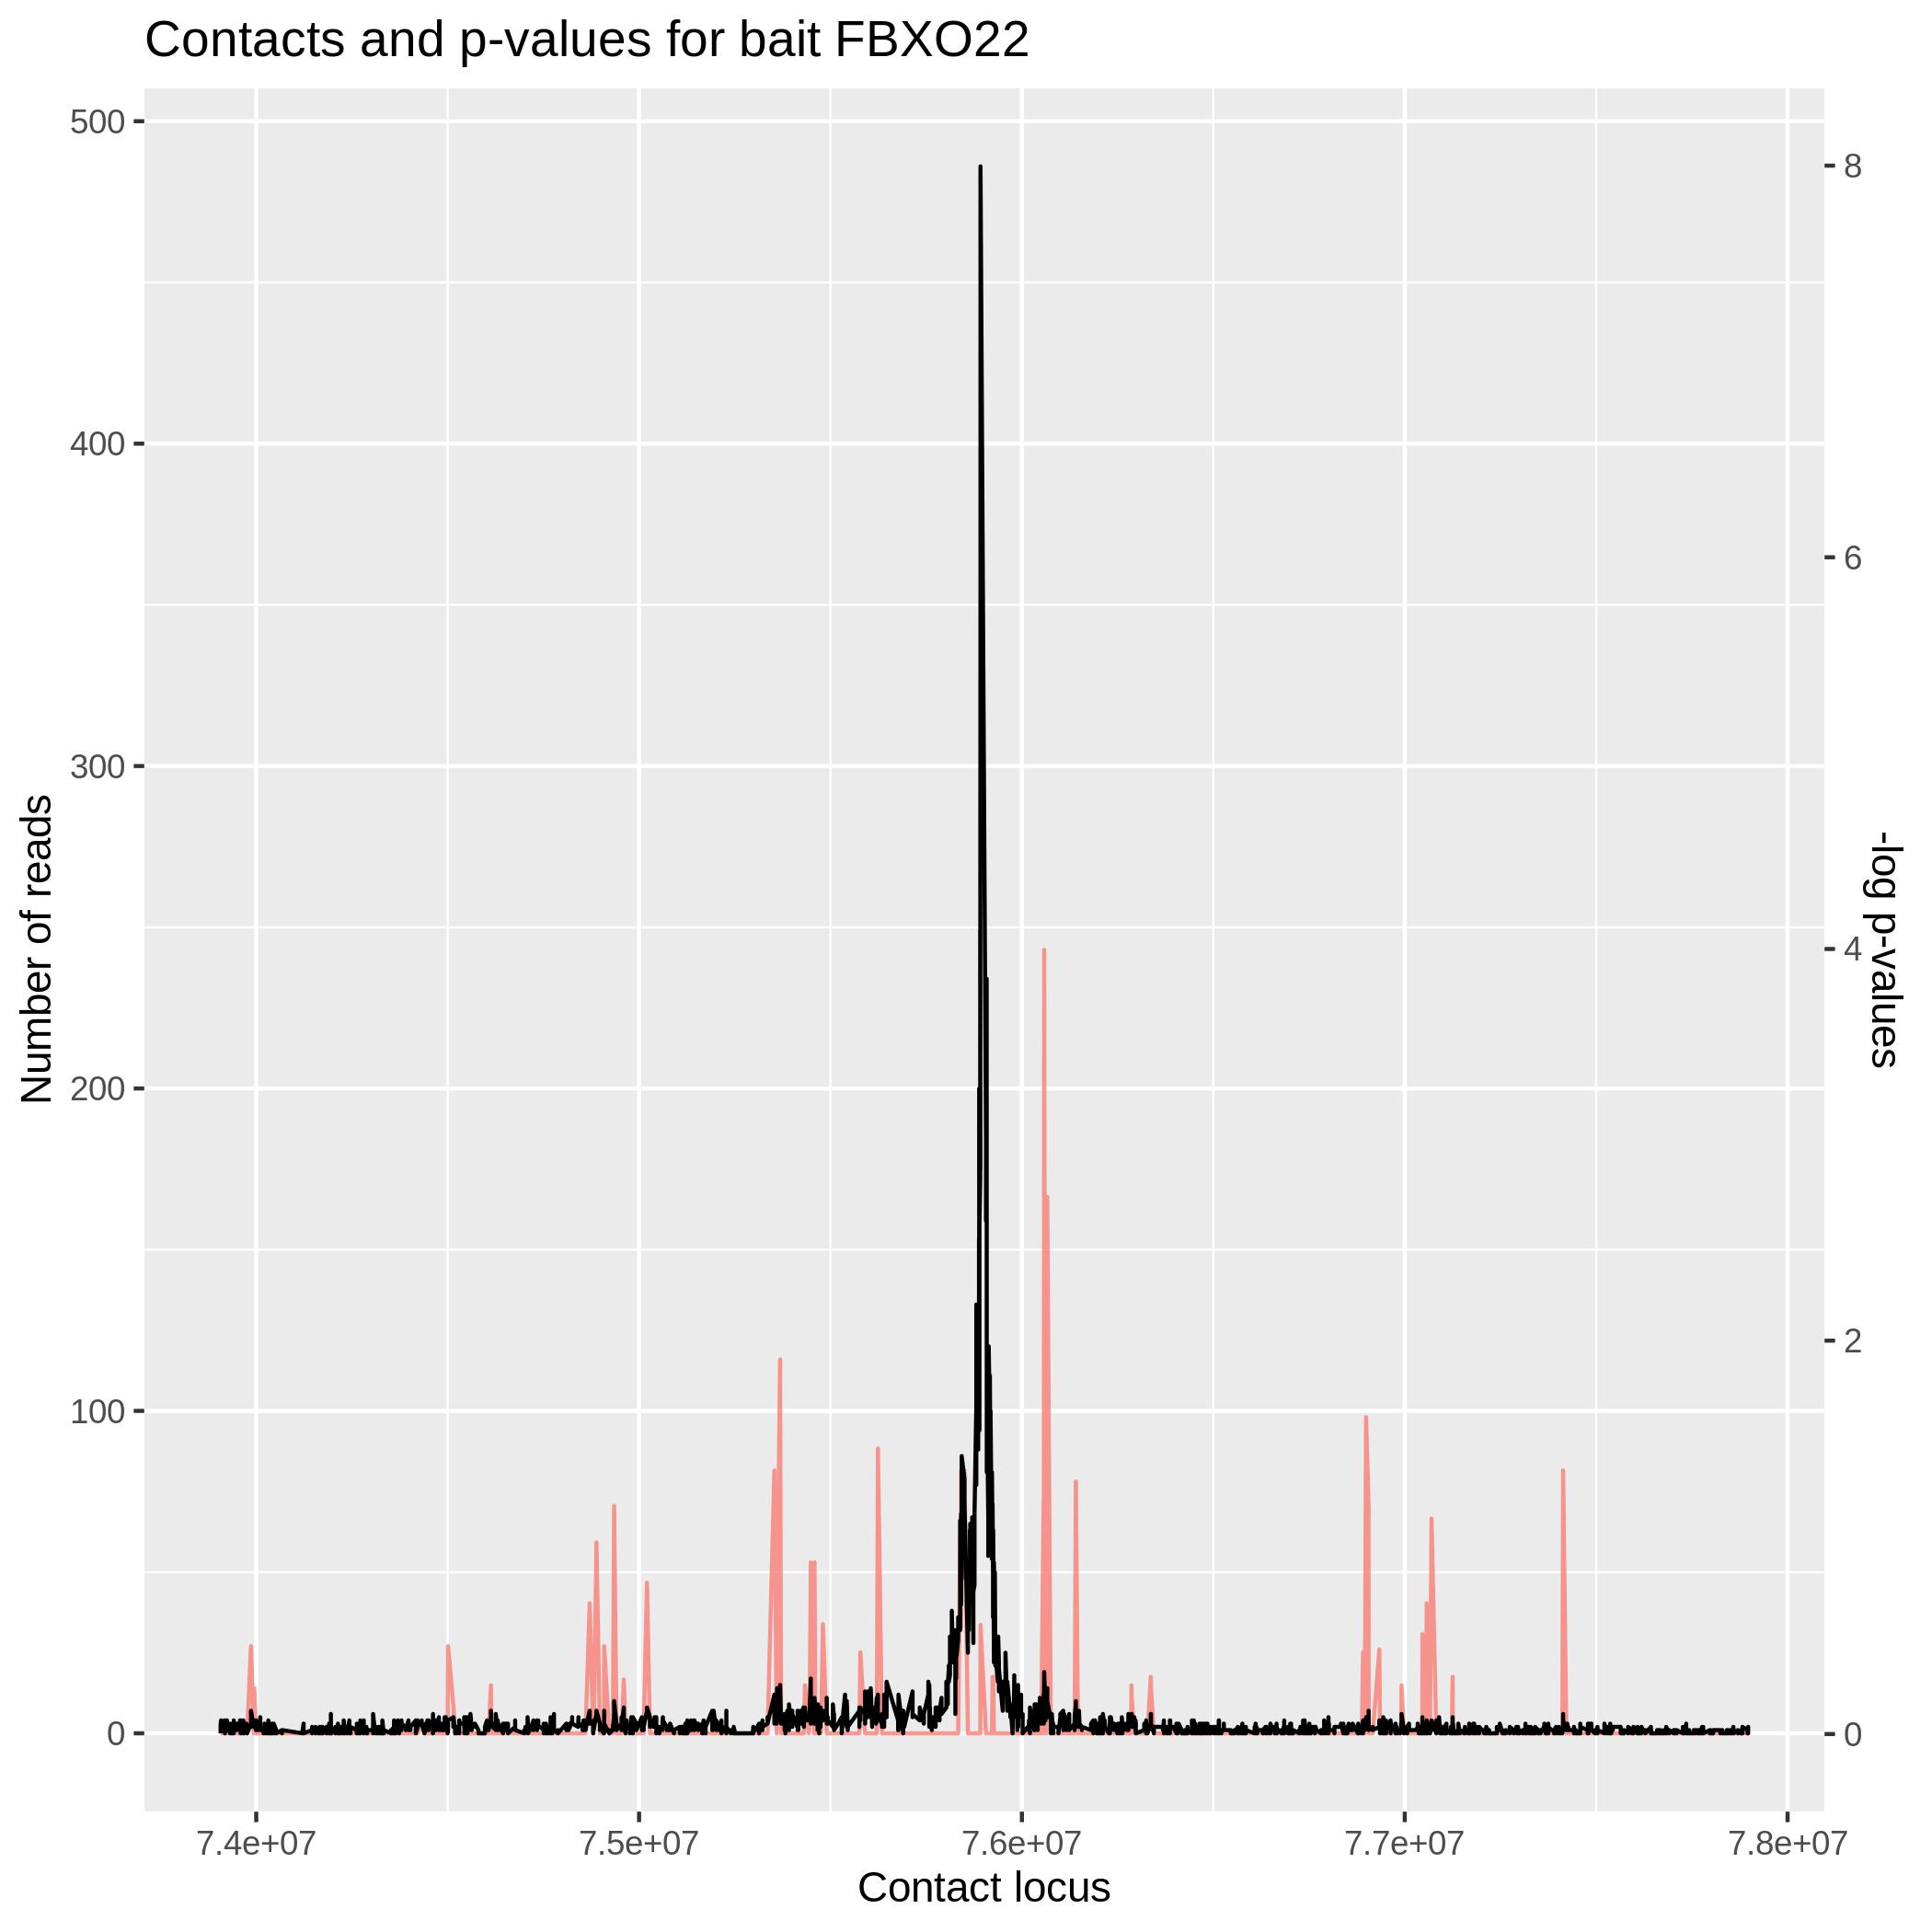 Contacts and p-values for bait FBXO22
500
400
300
200
100
0
Number of reads
8
6
4
2
0
-log p-values
7.4e+07 7.5e+07 7.6e+07 7.7e+07 7.8e+07
Contact locus